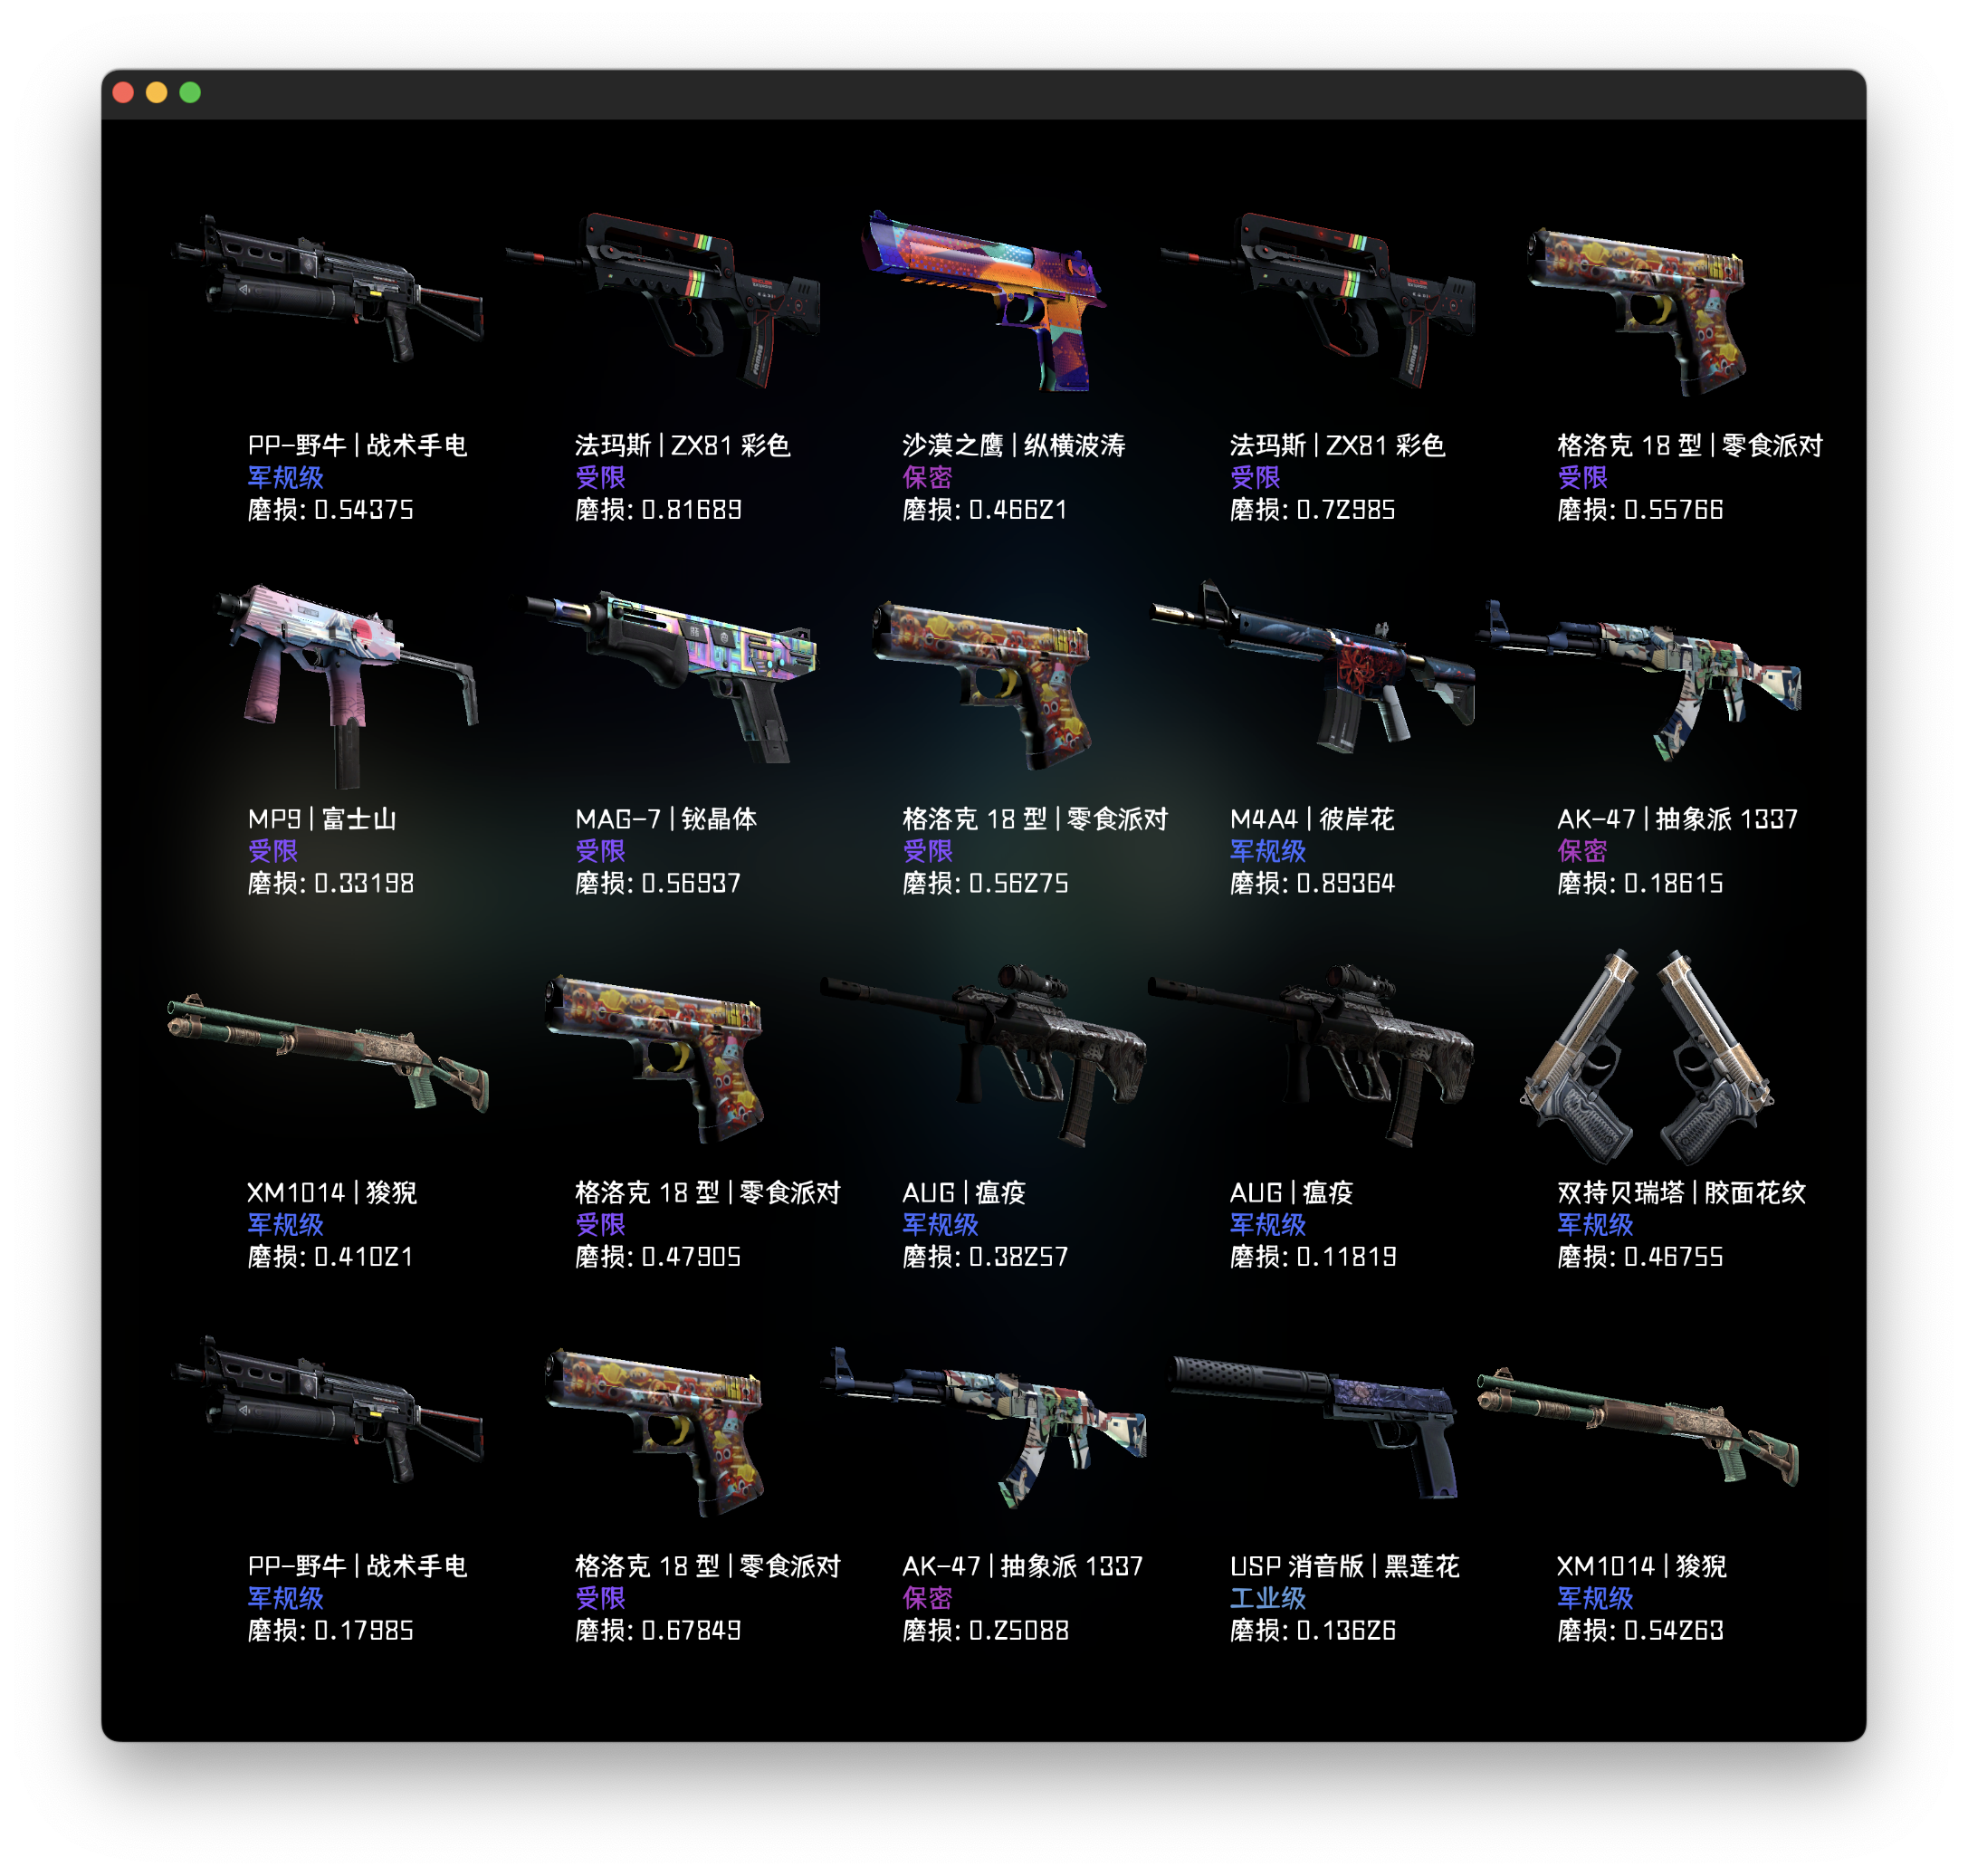 PP-野牛 | 战术手电
军规级
磨损: 0.54375
法玛斯 | ZX81 彩色
受限
磨损: 0.81689
沙漠之鹰 | 纵横波涛
保密
磨损: 0.46621
法玛斯 | ZX81 彩色
受限
磨损: 0.72985
格洛克 18 型 | 零食派对
受限
磨损: 0.55766
MP9 | 富士山
受限
磨损: 0.33198
MAG-7 | 铋晶体
受限
磨损: 0.56937
格洛克 18 型 | 零食派对
受限
磨损: 0.56275
M4A4 | 彼岸花
军规级
磨损: 0.89364
AK-47 | 抽象派 1337
保密
磨损: 0.18615
XM1014 | 狻猊
军规级
磨损: 0.41021
格洛克 18 型 | 零食派对
受限
磨损: 0.47905
AUG | 瘟疫
军规级
磨损: 0.38257
AUG | 瘟疫
军规级
磨损: 0.11819
双持贝瑞塔 | 胶面花纹
军规级
磨损: 0.46755
PP-野牛 | 战术手电
军规级
磨损: 0.17985
格洛克 18 型 | 零食派对
受限
磨损: 0.67849
AK-47 | 抽象派 1337
保密
磨损: 0.25088
USP 消音版 | 黑莲花
工业级
磨损: 0.13626
XM1014 | 狻猊
军规级
磨损: 0.54263